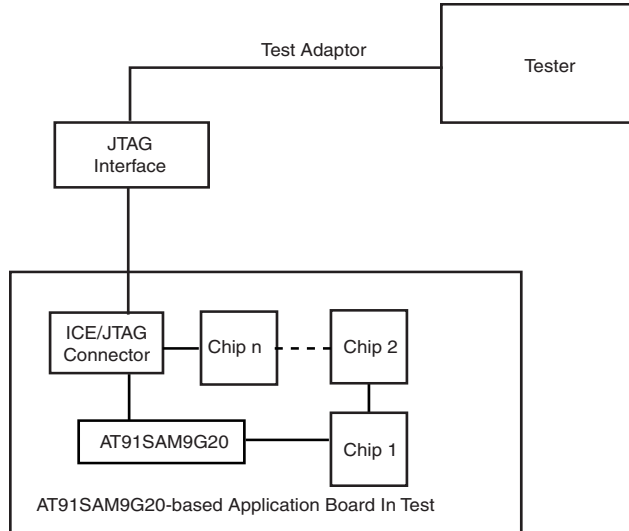 Test Adaptor
Tester
JTAG
Interface
ICE/JTAG
Connector
Chip n
Chip 2
AT91SAM9G20
Chip 1
AT91SAM9G20-based Application Board In Test